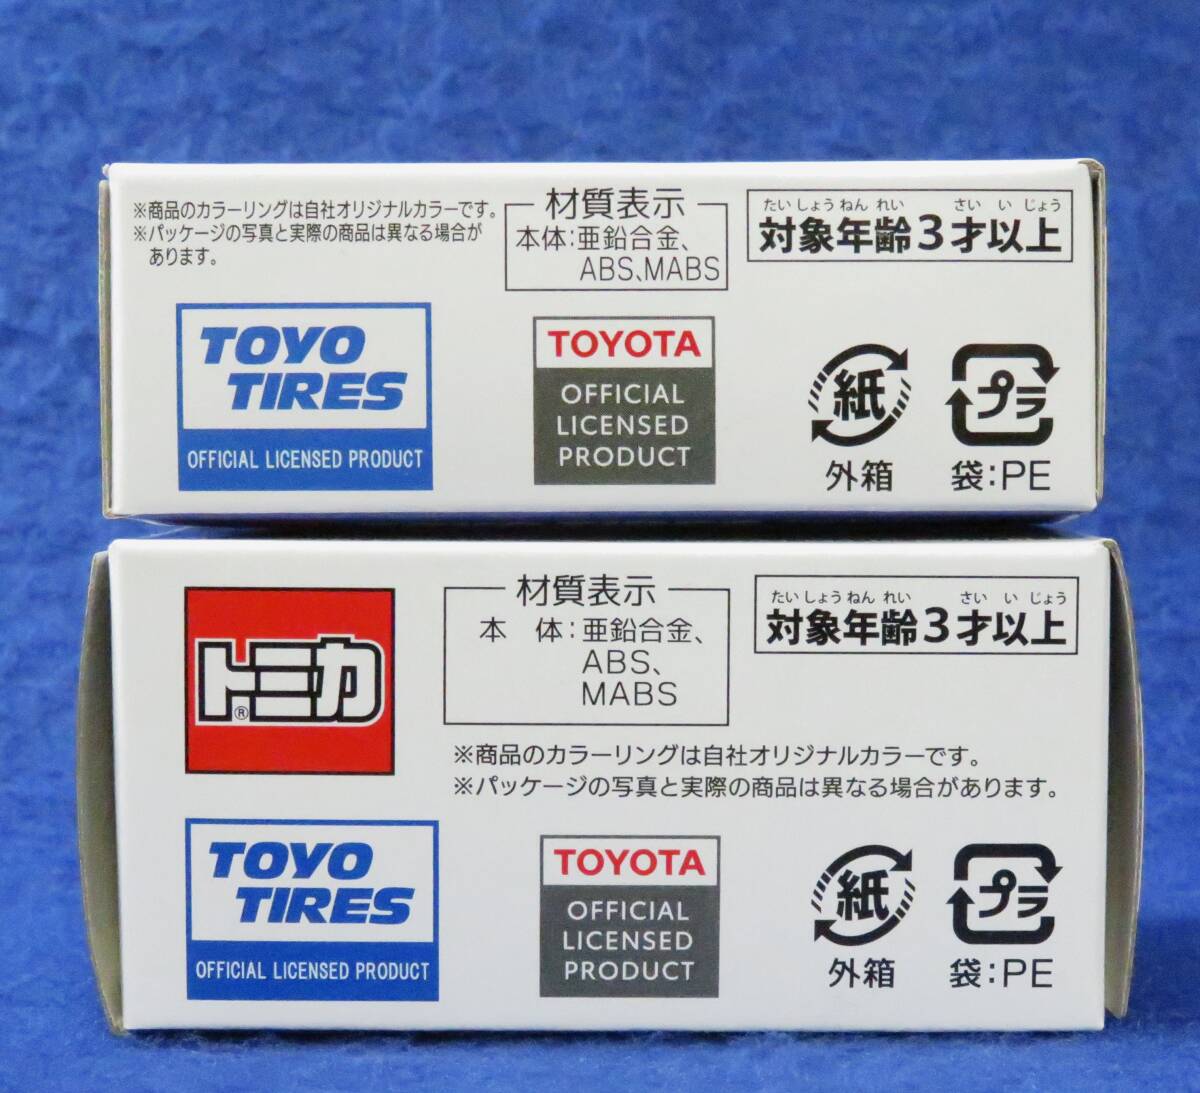 ※商品のカラーリングは自社オリジナルカラーです。
※パッケージの写真と実際の商品は異なる場合が
あります。
材質表示
本体:亜鉛合金、
ABS、MABS
たいしょうねんれい さいいじょう
対象年齢3才以上
TOYO
TIRES
OFFICIAL LICENSED PRODUCT
TOYOTA
OFFICIAL
LICENSED
PRODUCT
紙
外箱
プラ
袋:PE
トミカ®
材質表示
本 体:亜鉛合金、
ABS、
MABS
たいしょうねんれい さいいじょう
対象年齢3才以上
※商品のカラーリングは自社オリジナルカラーです。
※パッケージの写真と実際の商品は異なる場合があります。
TOYO
TIRES
OFFICIAL LICENSED PRODUCT
TOYOTA
OFFICIAL
LICENSED
PRODUCT
紙
外箱
プラ
袋:PE